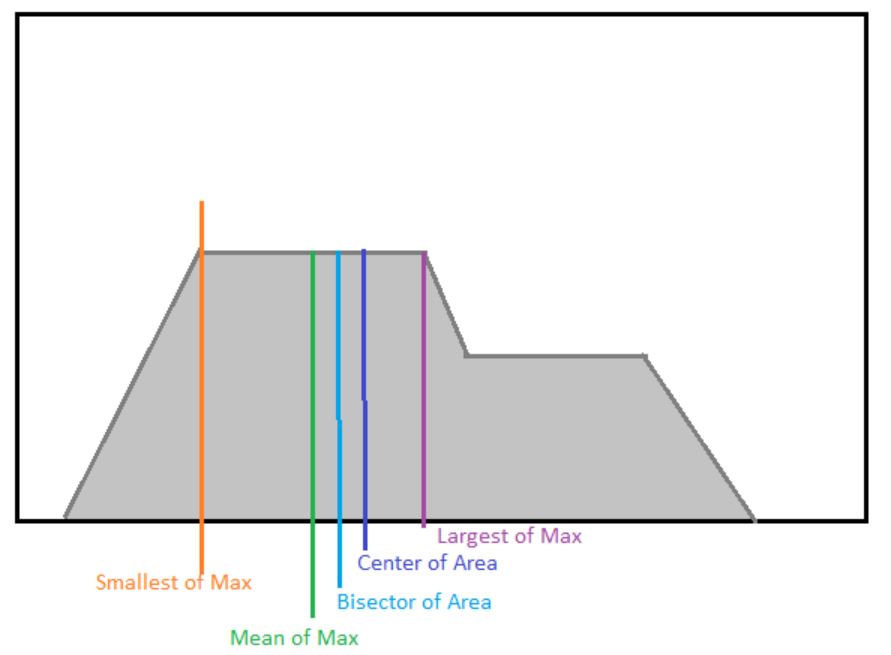 Largest of Max
Center of Area
Smallest of Max
Bisector of Area
Mean of Max